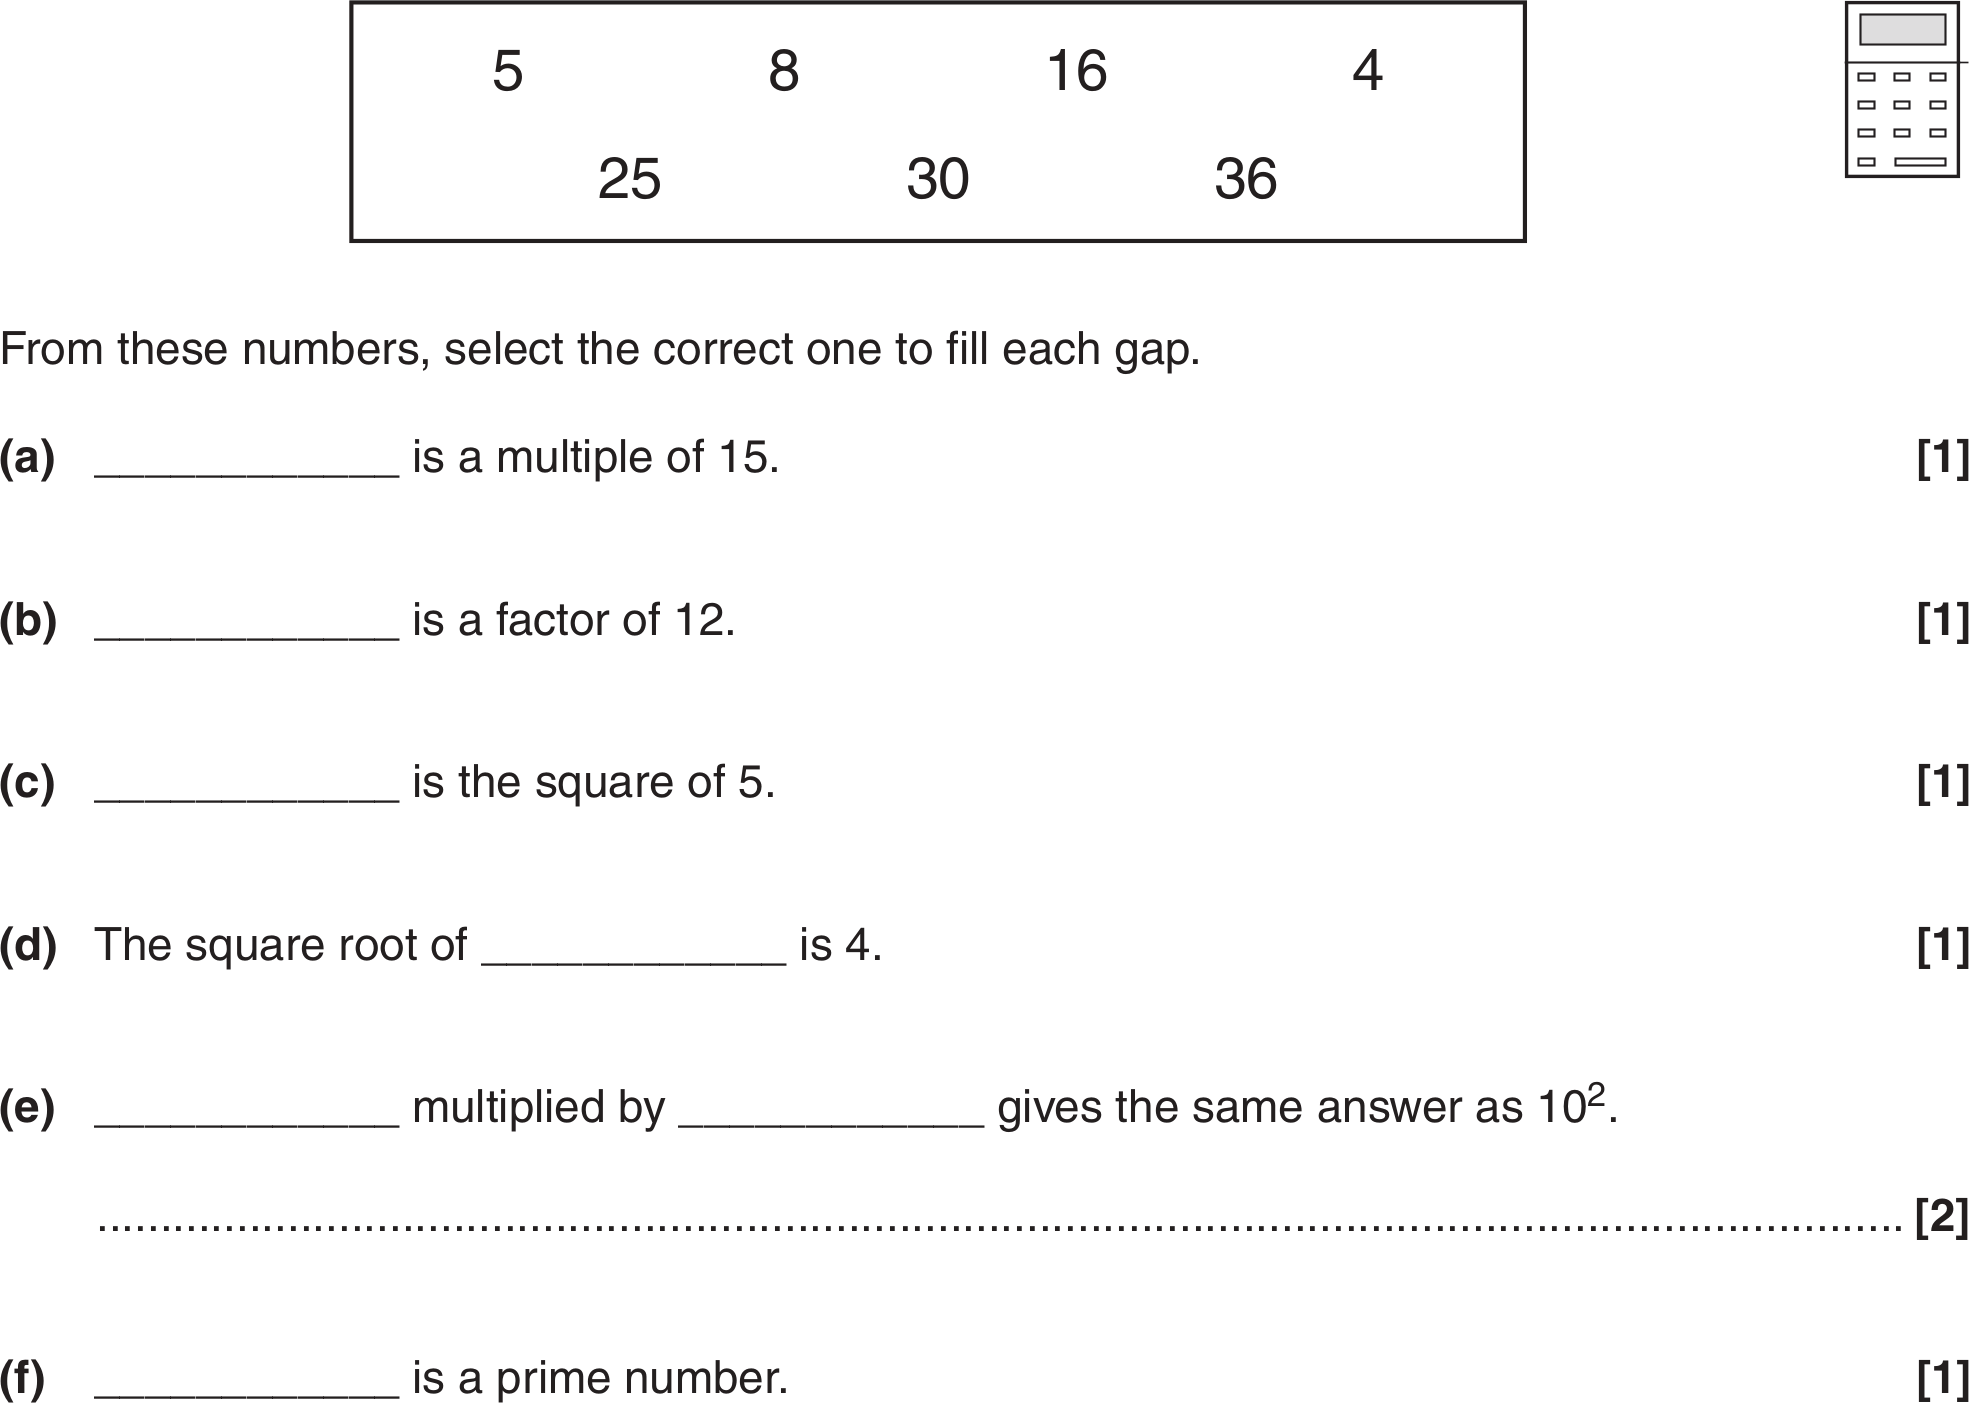 5 8 16 4
25 30 36
From these numbers, select the correct one to fill each gap.
(a) ____________ is a multiple of 15. [1]
(b) ____________ is a factor of 12. [1]
(c) ____________ is the square of 5. [1]
(d) The square root of ____________ is 4. [1]
(e) ____________ multiplied by ____________ gives the same answer as 10². 
.................................................................................................... [2]
(f) ____________ is a prime number. [1]